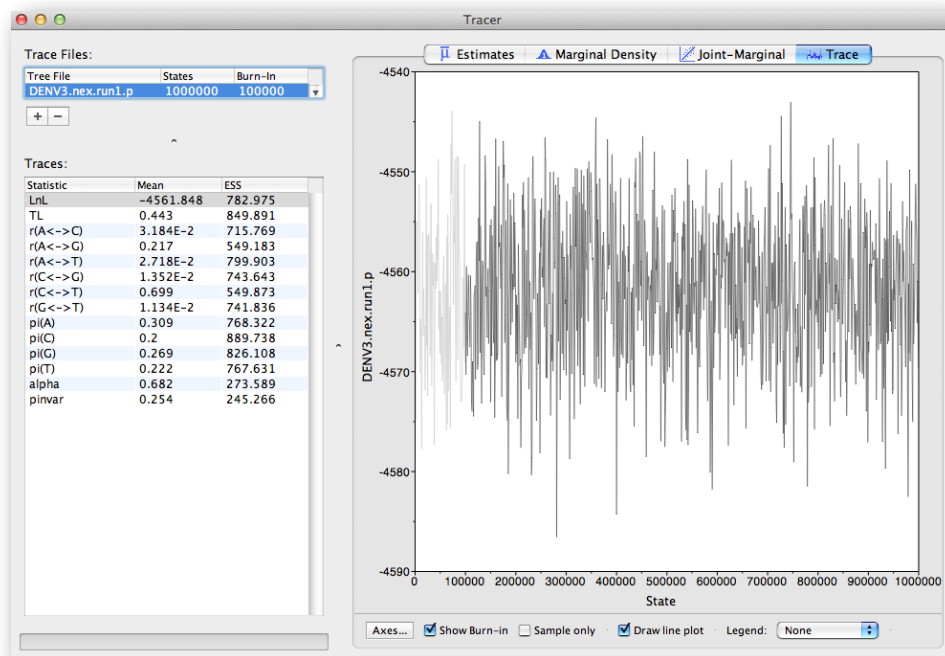 Tracer
Trace Files:
Tree File States Burn-In
DENV3.nex.run1.p 1000000 100000
+ −
Traces:
Statistic Mean ESS
LnL -4561.848 782.975
TL 0.443 849.891
r(A<->C) 3.184E-2 715.769
r(A<->G) 0.217 549.183
r(A<->T) 2.718E-2 799.903
r(C<->G) 1.352E-2 743.643
r(C<->T) 0.699 549.873
r(G<->T) 1.134E-2 741.836
pi(A) 0.309 768.322
pi(C) 0.2 889.738
pi(G) 0.269 826.108
pi(T) 0.222 767.631
alpha 0.682 273.589
pinvar 0.254 245.266
Estimates Marginal Density Joint-Marginal Trace
-4540
-4550
-4560
-4570
-4580
-4590
DENV3.nex.run1.p
0 100000 200000 300000 400000 500000 600000 700000 800000 900000 1000000
State
Axes... Show Burn-in Sample only Draw line plot Legend: None